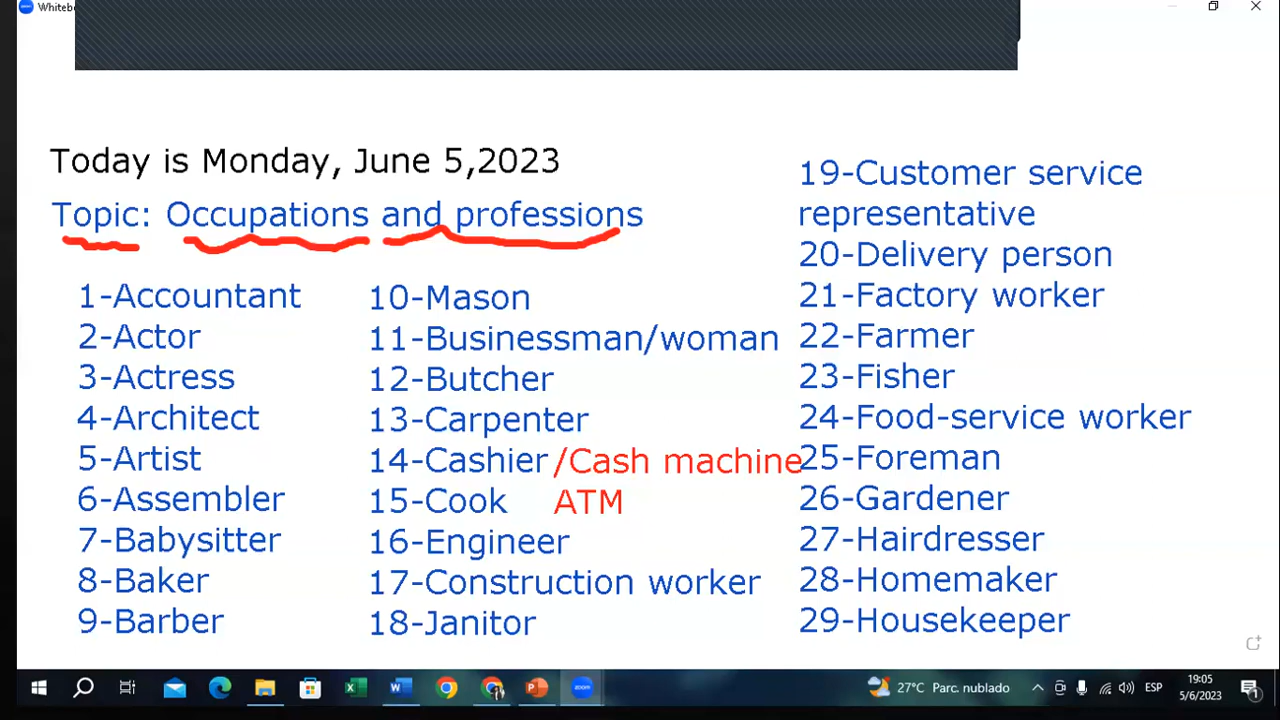 Whitebo
Today is Monday, June 5,2023
Topic: Occupations and professions
1-Accountant
2-Actor
3-Actress
4-Architect
5-Artist
6-Assembler
7-Babysitter
8-Baker
9-Barber
10-Mason
11-Businessman/woman
12-Butcher
13-Carpenter
14-Cashier /Cash machine
15-Cook ATM
16-Engineer
17-Construction worker
18-Janitor
19-Customer service
representative
20-Delivery person
21-Factory worker
22-Farmer
23-Fisher
24-Food-service worker
25-Foreman
26-Gardener
27-Hairdresser
28-Homemaker
29-Housekeeper
27°C Parc. nublado
ESP
19:05
5/6/2023
zoom
1